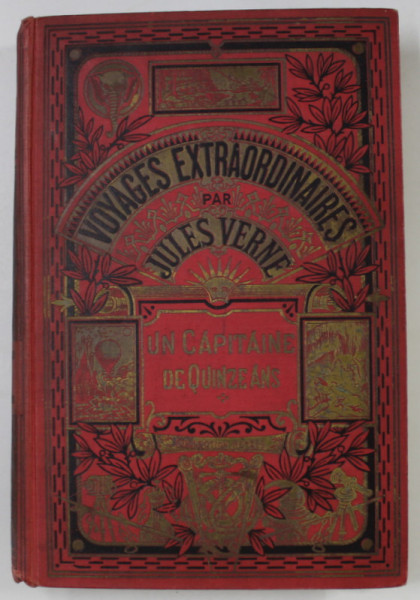 VOYAGES EXTRAORDINAIRES
PAR
JULES VERNE
UN CAPITAINE
DE QUINZE ANS